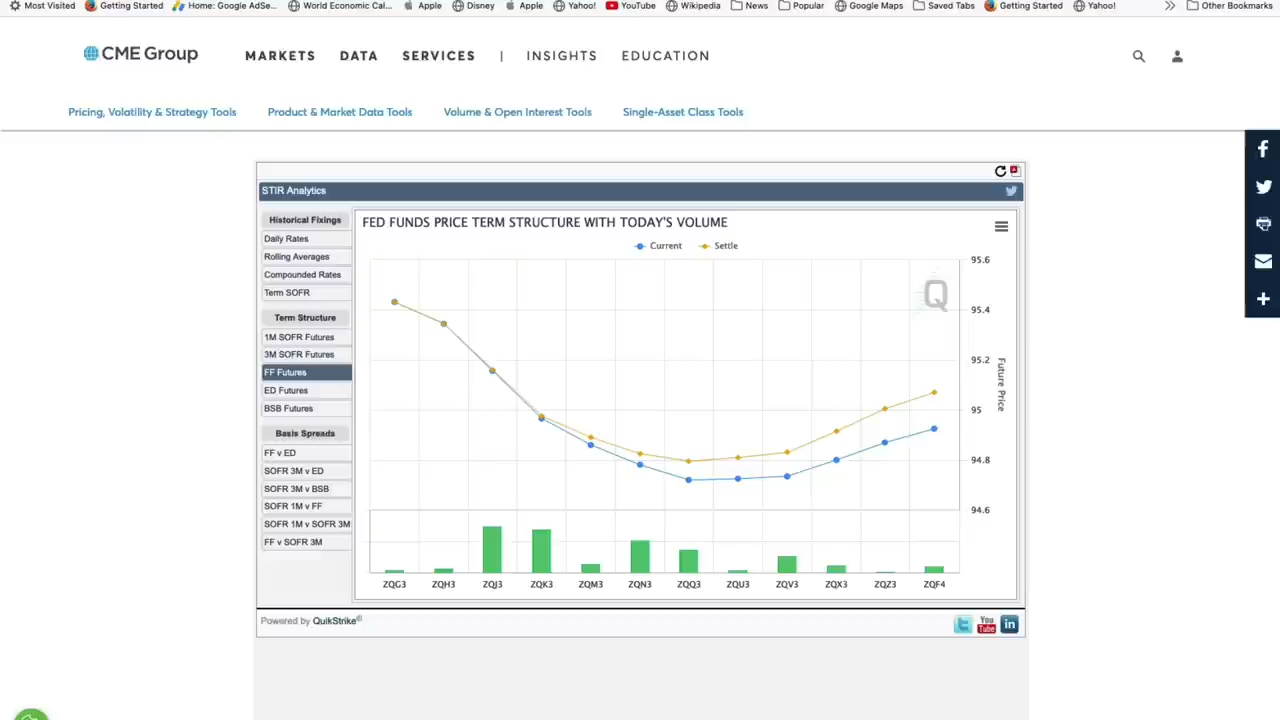 Most Visited Getting Started Home: Google AdSe... World Economic Cal... Apple Disney Apple Yahoo! YouTube Wikipedia News Popular Google Maps Saved Tabs Getting Started Yahoo! >> Other Bookmarks
CME Group MARKETS DATA SERVICES | INSIGHTS EDUCATION
Pricing, Volatility & Strategy Tools Product & Market Data Tools Volume & Open Interest Tools Single-Asset Class Tools
STIR Analytics
Historical Fixings
Daily Rates
Rolling Averages
Compounded Rates
Term SOFR
Term Structure
1M SOFR Futures
3M SOFR Futures
FF Futures
ED Futures
BSB Futures
Basis Spreads
FF v ED
SOFR 3M v ED
SOFR 3M v BSB
SOFR 1M v FF
SOFR 1M v SOFR 3M
FF v SOFR 3M
FED FUNDS PRICE TERM STRUCTURE WITH TODAY'S VOLUME
Current Settle
Q
95.6
95.4
95.2
95
94.8
94.6
Future Price
ZQG3 ZQH3 ZQJ3 ZQK3 ZQM3 ZQN3 ZQQ3 ZQU3 ZQV3 ZQX3 ZQZ3 ZQF4
Powered by QuikStrike®
You Tube in